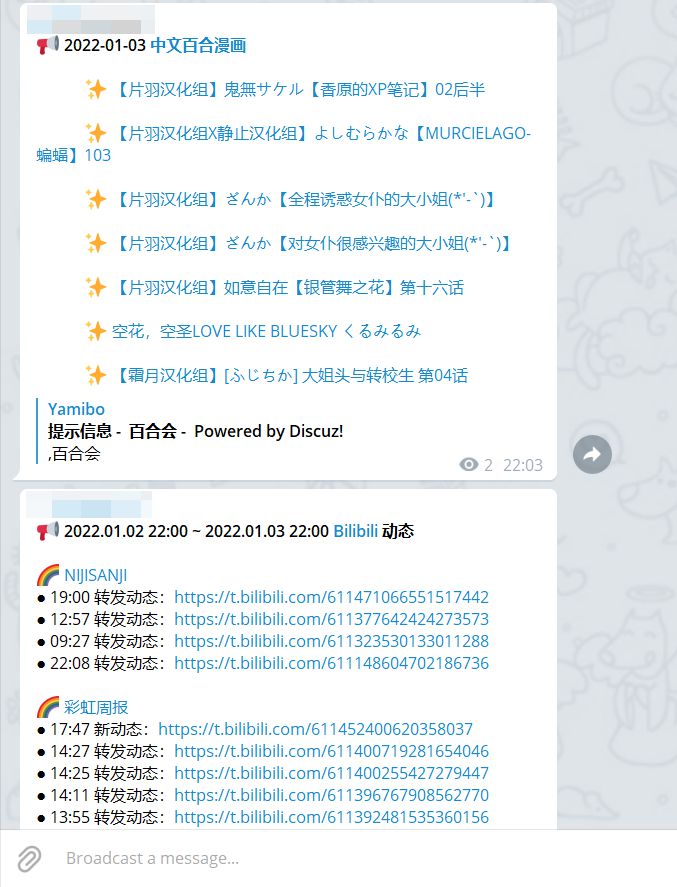 2022-01-03 中文百合漫画
【片羽汉化组】鬼無サケル【香原的XP笔记】02后半
【片羽汉化组X静止汉化组】よしむらかな【MURCIELAGO-
蝙蝠】103
【片羽汉化组】ざんか【全程诱惑女仆的大小姐(*'-`)】
【片羽汉化组】ざんか【对女仆很感兴趣的大小姐(*'-`)】
【片羽汉化组】如意自在【银管舞之花】第十六话
空花，空圣LOVE LIKE BLUESKY くるみるみ
【霜月汉化组】[ふじちか] 大姐头与转校生 第04话
Yamibo
提示信息 - 百合会 - Powered by Discuz!
,百合会
2 22:03
2022.01.02 22:00 ~ 2022.01.03 22:00 Bilibili 动态
NIJISANJI
● 19:00 转发动态：https://t.bilibili.com/611471066551517442
● 12:57 转发动态：https://t.bilibili.com/611377642424273573
● 09:27 转发动态：https://t.bilibili.com/611323530133011288
● 22:08 转发动态：https://t.bilibili.com/611148604702186736
彩虹周报
● 17:47 新动态：https://t.bilibili.com/611452400620358037
● 14:27 转发动态：https://t.bilibili.com/611400719281654046
● 14:25 转发动态：https://t.bilibili.com/611400255427279447
● 14:11 转发动态：https://t.bilibili.com/611396767908562770
● 13:55 转发动态：https://t.bilibili.com/611392481535360156
Broadcast a message...